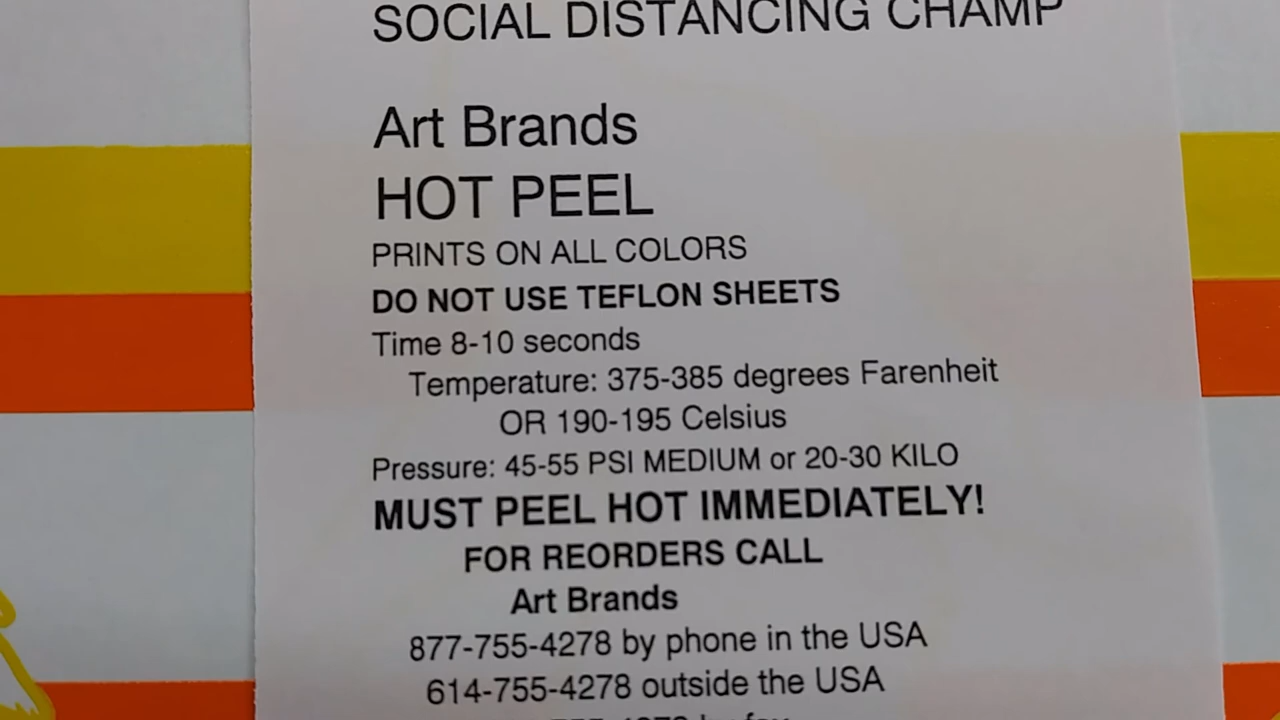 SOCIAL DISTANCING CHAMP
Art Brands
HOT PEEL
PRINTS ON ALL COLORS
DO NOT USE TEFLON SHEETS
Time 8-10 seconds
Temperature: 375-385 degrees Farenheit
OR 190-195 Celsius
Pressure: 45-55 PSI MEDIUM or 20-30 KILO
MUST PEEL HOT IMMEDIATELY!
FOR REORDERS CALL
Art Brands
877-755-4278 by phone in the USA
614-755-4278 outside the USA
by fax